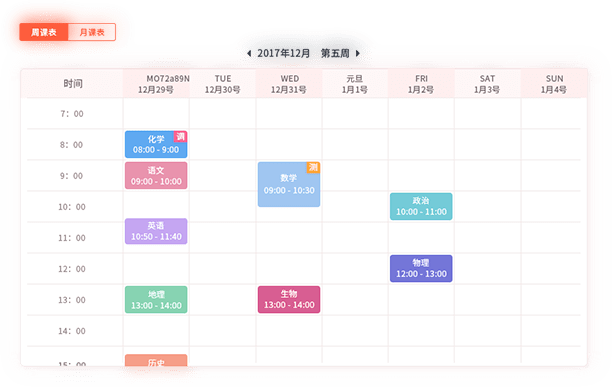 周课表 月课表
2017年12月 第五周
时间 MO72a89N TUE WED 元旦 FRI SAT SUN
12月29号 12月30号 12月31号 1月1号 1月2号 1月3号 1月4号
7：00
8：00
化学 调
08:00 - 9:00
9：00
语文
09:00 - 10:00
数学 测
09:00 - 10:30
10：00
政治
10:00 - 11:00
11：00
英语
10:50 - 11:40
12：00
物理
12:00 - 13:00
13：00
地理
13:00 - 14:00
生物
13:00 - 14:00
14：00
15：00
历史